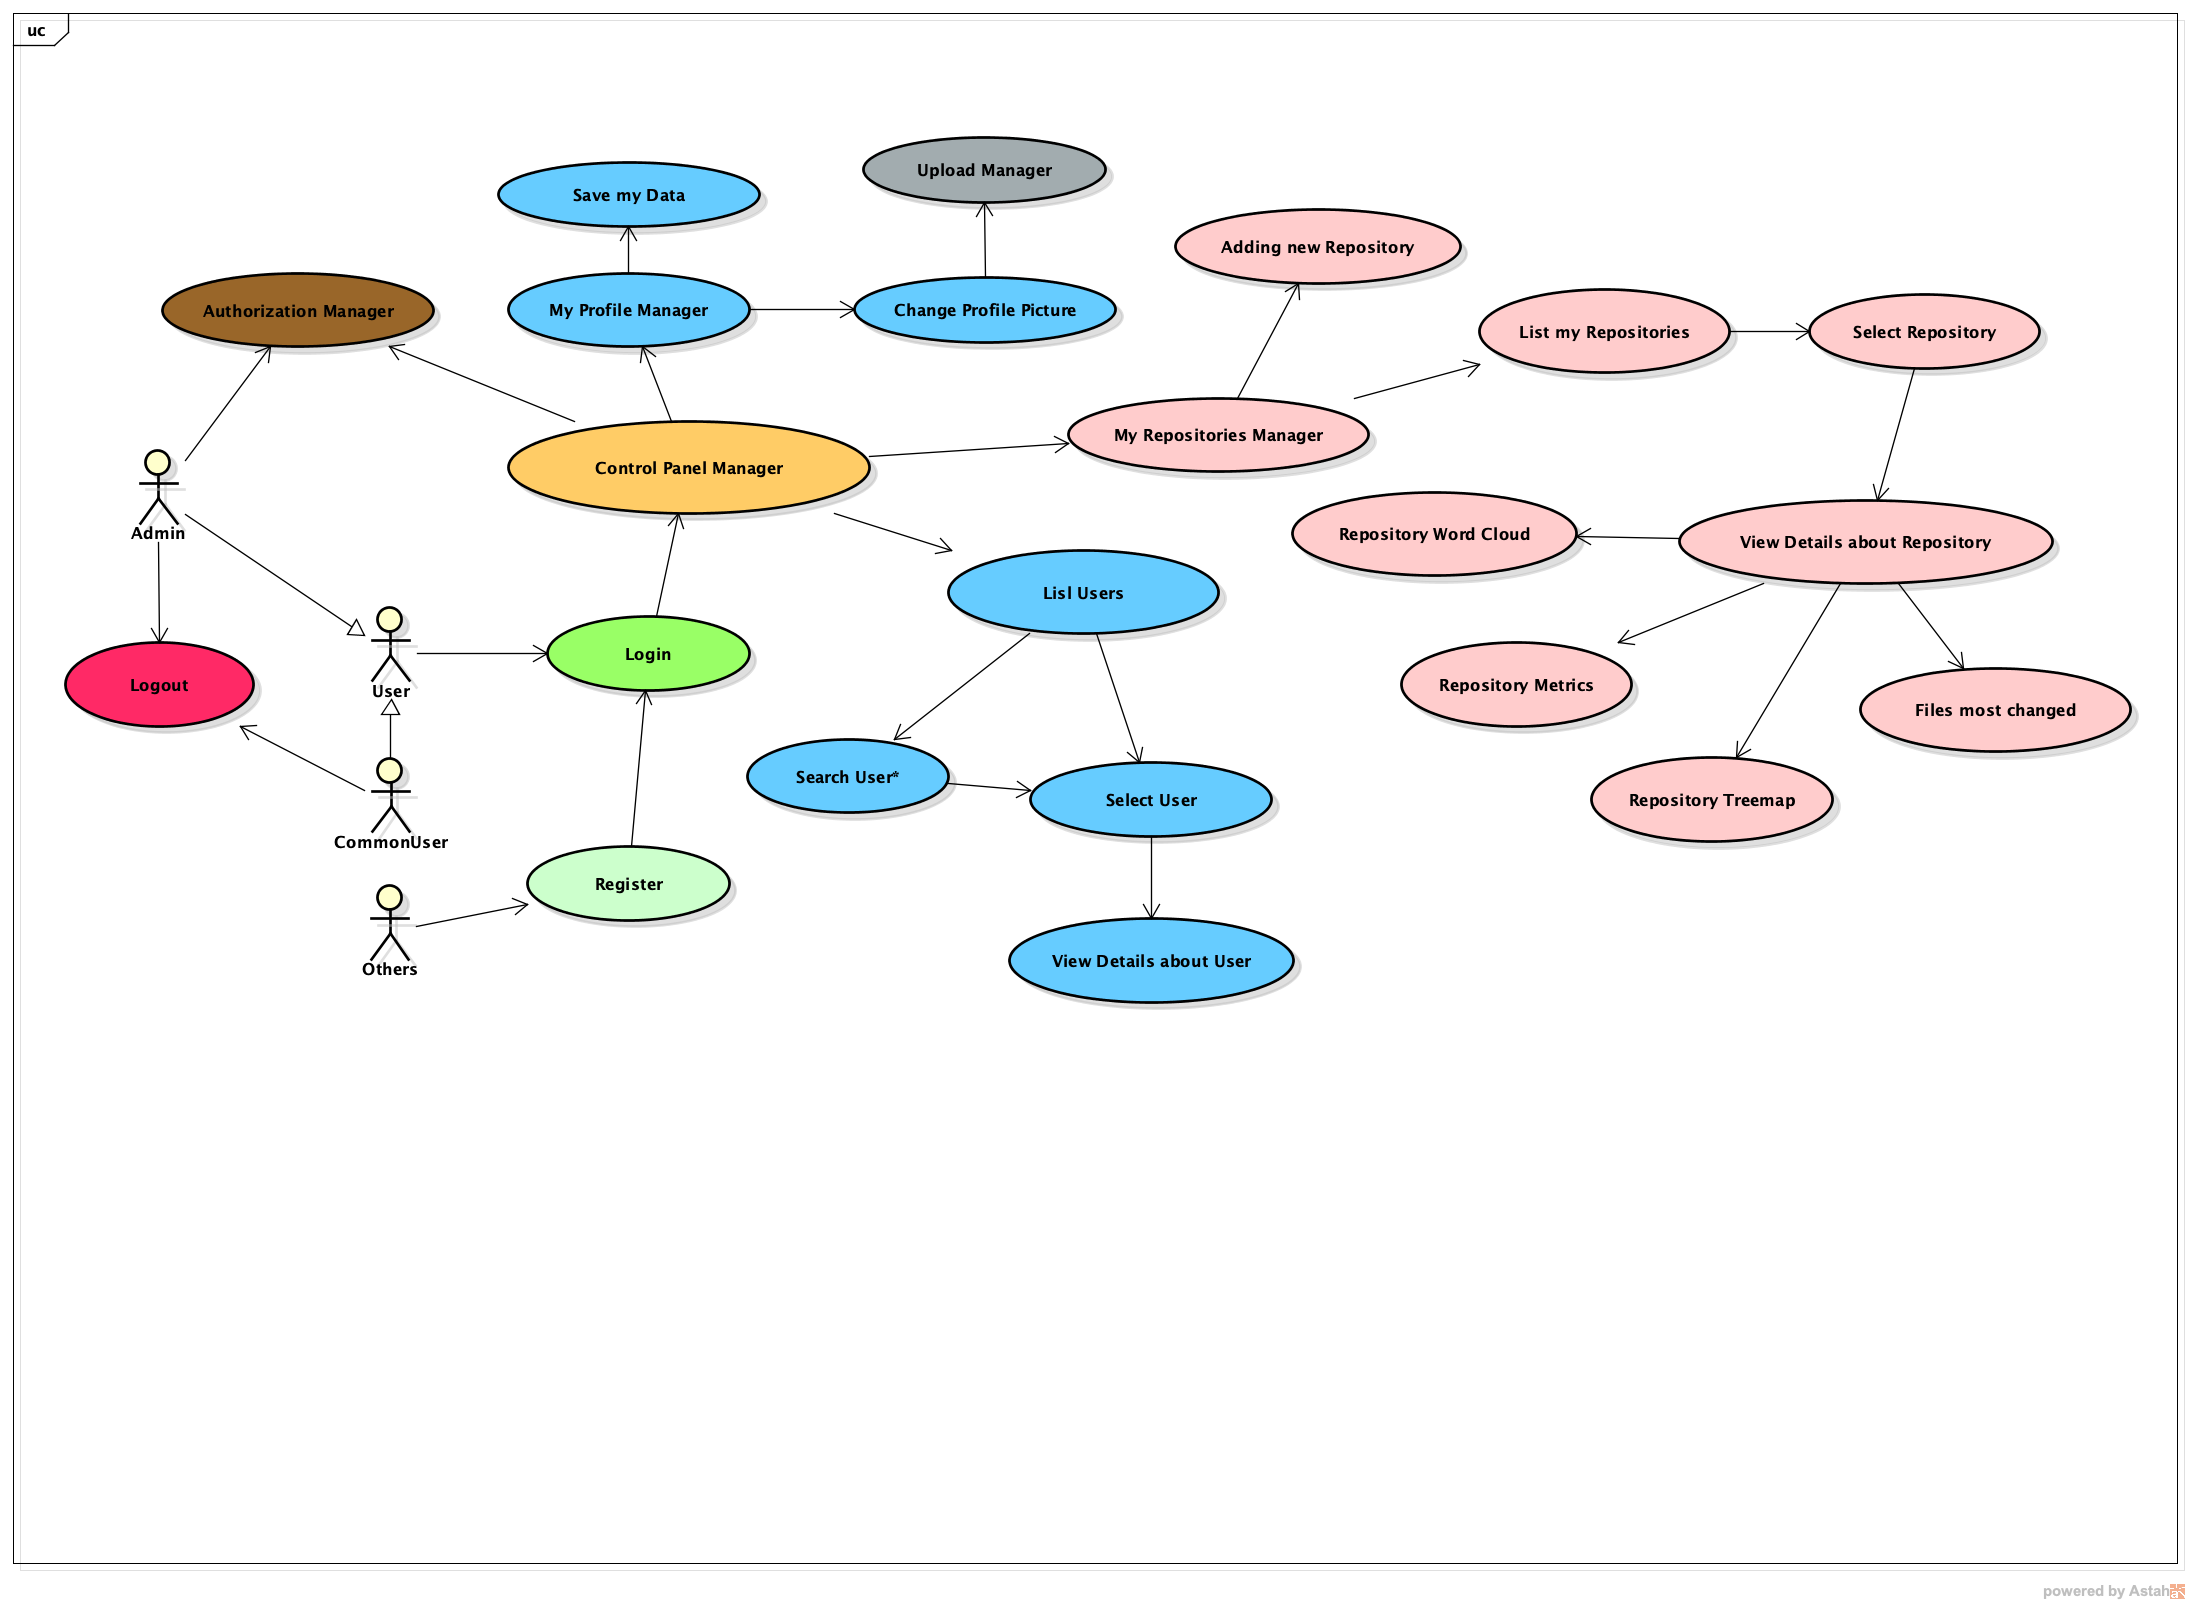 uc
Upload Manager
Save my Data
Adding new Repository
Authorization Manager
My Profile Manager
Change Profile Picture
List my Repositories
Select Repository
My Repositories Manager
Control Panel Manager
Admin
Repository Word Cloud
View Details about Repository
Lisl Users
Login
Logout
User
Repository Metrics
Files most changed
Search User*
Select User
Repository Treemap
CommonUser
Register
Others
View Details about User
powered by Astah